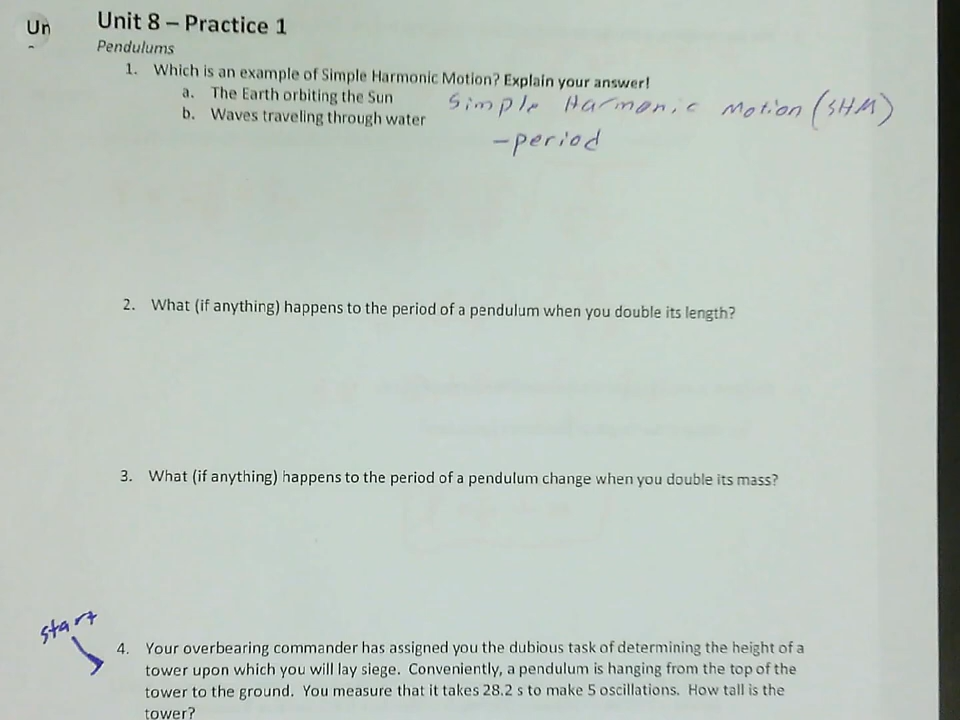 Un
Unit 8 – Practice 1
Pendulums
1. Which is an example of Simple Harmonic Motion? Explain your answer!
a. The Earth orbiting the Sun
b. Waves traveling through water
Simple Harmonic Motion (SHM)
-period
2. What (if anything) happens to the period of a pendulum when you double its length?
3. What (if anything) happens to the period of a pendulum change when you double its mass?
start
4. Your overbearing commander has assigned you the dubious task of determining the height of a
tower upon which you will lay siege. Conveniently, a pendulum is hanging from the top of the
tower to the ground. You measure that it takes 28.2 s to make 5 oscillations. How tall is the
tower?